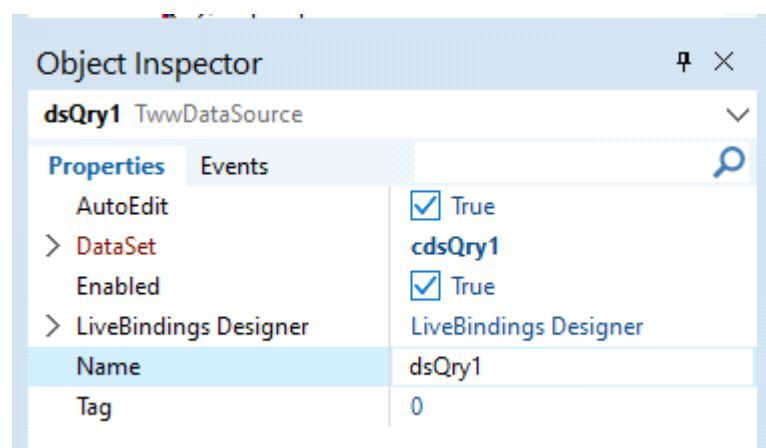 Object Inspector
dsQry1 TwwDataSource
Properties Events
AutoEdit True
DataSet cdsQry1
Enabled True
LiveBindings Designer LiveBindings Designer
Name dsQry1
Tag 0